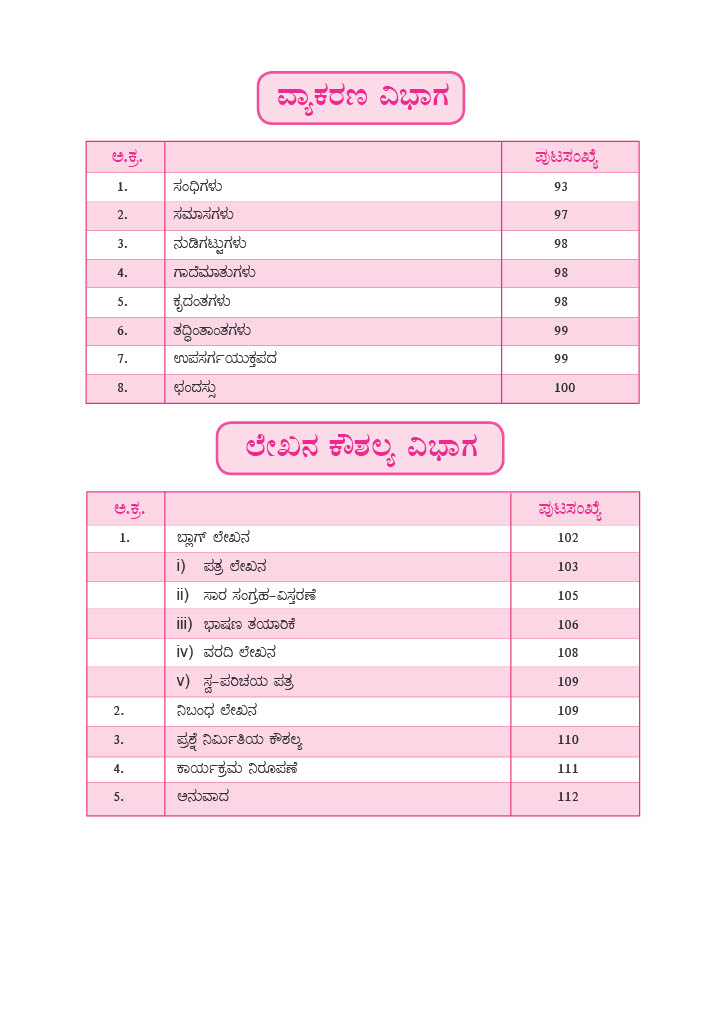 ವ್ಯಾಕರಣ ವಿಭಾಗ
ಅ.ಕ್ರ. ಪುಟಸಂಖ್ಯೆ
1. ಸಂಧಿಗಳು 93
2. ಸಮಾಸಗಳು 97
3. ನುಡಿಗಟ್ಟುಗಳು 98
4. ಗಾದೆಮಾತುಗಳು 98
5. ಕೃದಂತಗಳು 98
6. ತದ್ಧಿಂತಾಂತಗಳು 99
7. ಉಪಸರ್ಗಯುಕ್ತಪದ 99
8. ಛಂದಸ್ಸು 100
ಲೇಖನ ಕೌಶಲ್ಯ ವಿಭಾಗ
ಅ.ಕ್ರ. ಪುಟಸಂಖ್ಯೆ
1. ಬ್ಲಾಗ್ ಲೇಖನ 102
i) ಪತ್ರ ಲೇಖನ 103
ii) ಸಾರ ಸಂಗ್ರಹ–ವಿಸ್ತರಣೆ 105
iii) ಭಾಷಣ ತಯಾರಿಕೆ 106
iv) ವರದಿ ಲೇಖನ 108
v) ಸ್ವ–ಪರಿಚಯ ಪತ್ರ 109
2. ನಿಬಂಧ ಲೇಖನ 109
3. ಪ್ರಶ್ನೆ ನಿರ್ಮಿತಿಯ ಕೌಶಲ್ಯ 110
4. ಕಾರ್ಯಕ್ರಮ ನಿರೂಪಣೆ 111
5. ಅನುವಾದ 112